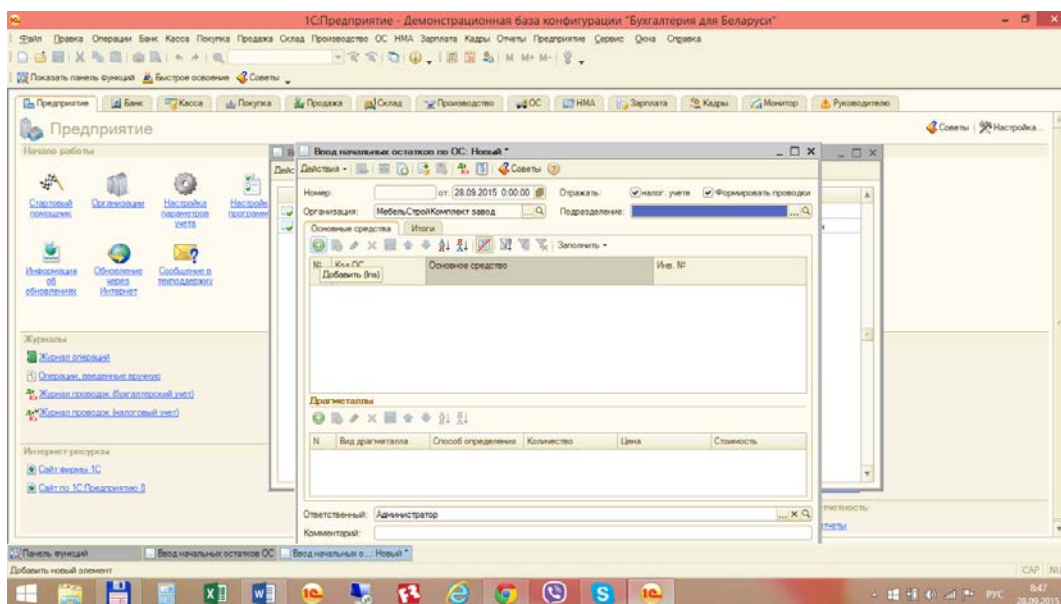 1С:Предприятие - Демонстрационная база конфигурации "Бухгалтерия для Беларуси"
Файл Правка Операции Банк Касса Покупка Продажа Склад Производство ОС НМА Зарплата Кадры Отчеты Предприятие Сервис Окна Справка
M M+ M-
Показать панель функций Быстрое освоение Советы
Предприятие Банк Касса Покупка Продажа Склад Производство ОС НМА Зарплата Кадры Монитор Руководителю
Предприятие
Советы Настройка...
Начало работы
Ввод начальных остатков по ОС: Новый *
Действия Советы
Номер: от: 28.09.2015 0:00:00 Отражать: налог. учете Формировать проводки
Стартовый помощник
Организации
Настройка параметров учета
Организация: МебельСтройКомплект завод ... Подразделение: ...
Основные средства Итоги
Заполнить
№ Код ОС Основное средство Инв. №
Добавить (Ins)
Информация об обновлениях
Обновление через Интернет
Сообщение в техподдержку
Журналы
Журнал операций
Операции, введенные вручную
Журнал проводок (бухгалтерский учет)
Журнал проводок (налоговый учет)
Драгметаллы
N Вид драгметалла Способ определения Количество Цена Стоимость
Интернет-ресурсы
Сайт фирмы 1С
Сайт по 1С:Предприятию 8
Ответственный: Администратор ... X
Комментарий:
Панель функций Ввод начальных остатков ОС Ввод начальных о...: Новый *
Добавить новый элемент CAP NU
РУС 8:47
28.09.2015